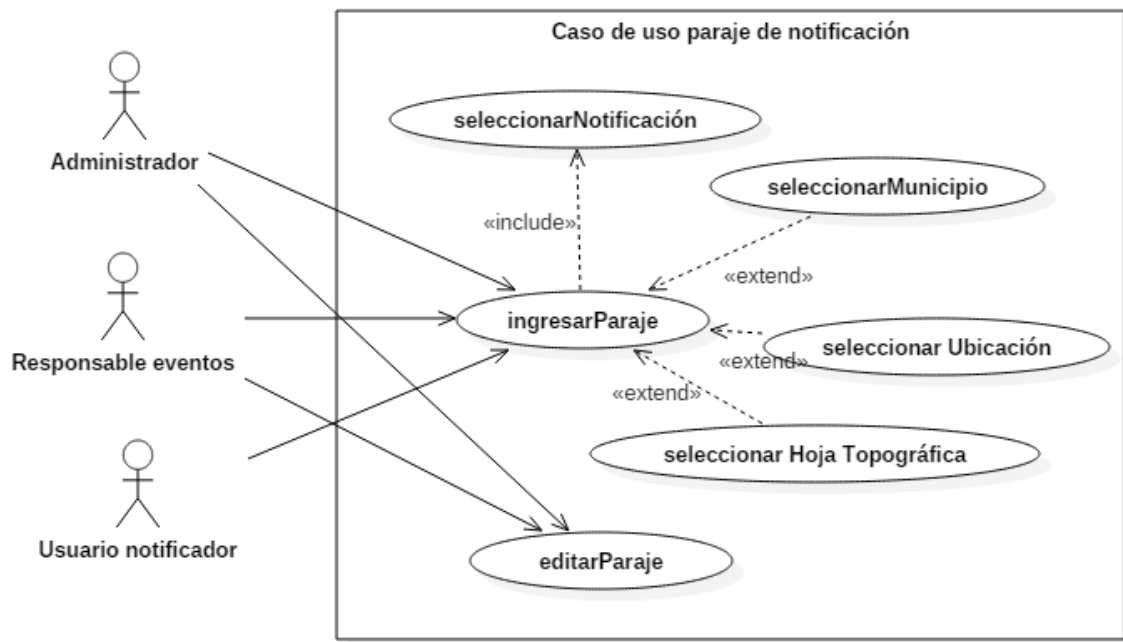 Caso de uso paraje de notificación
Administrador
Responsable eventos
Usuario notificador
seleccionarNotificación
seleccionarMunicipio
«include»
«extend»
ingresarParaje
seleccionar Ubicación
«extend»
«extend»
seleccionar Hoja Topográfica
editarParaje